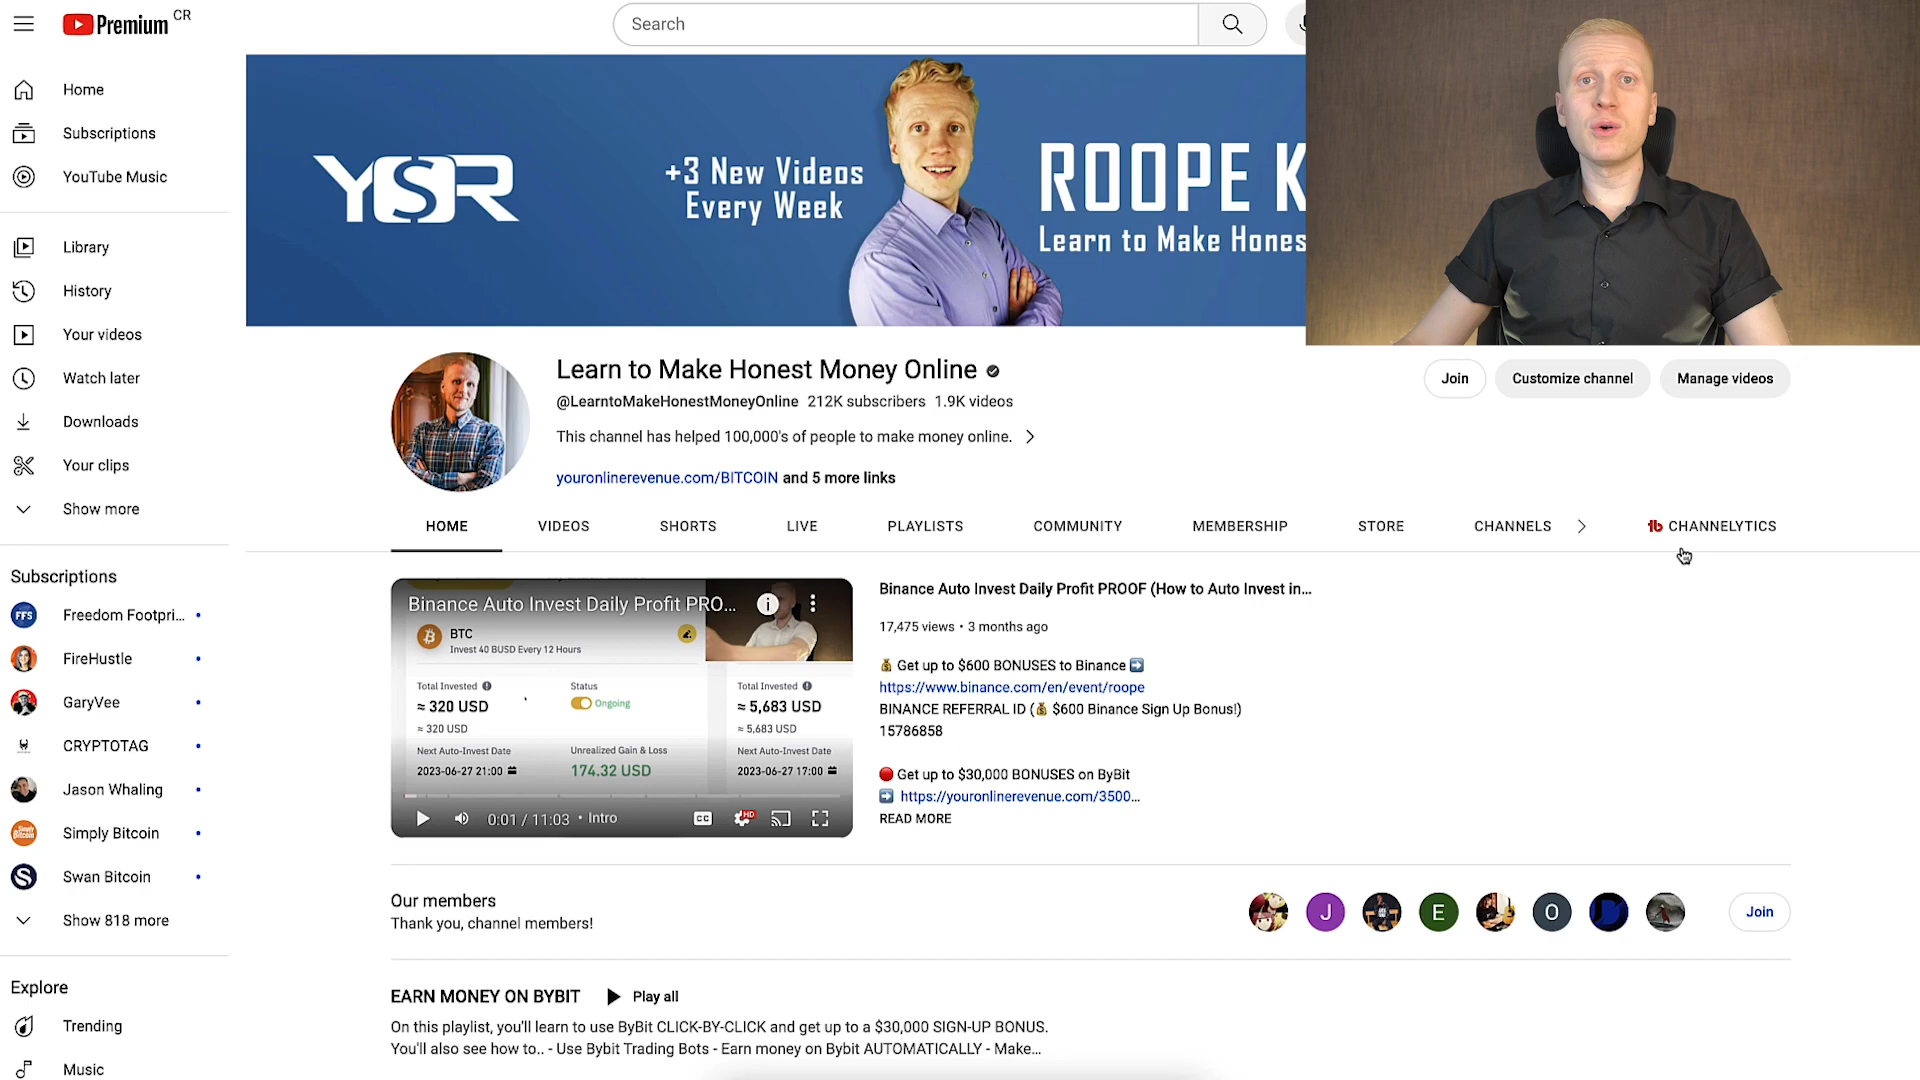 Premium CR
Search
Home
Subscriptions
YouTube Music
Library
History
Your videos
Watch later
Downloads
Your clips
Show more
Subscriptions
FFS
Freedom Footpri...
FireHustle
GaryVee
CRYPTOTAG
Jason Whaling
Simply Bitcoin
Swan Bitcoin
Show 818 more
Explore
Trending
Music
YSR
+3 New Videos
Every Week
ROOPE K
Learn to Make Hones
Learn to Make Honest Money Online
@LearntoMakeHonestMoneyOnline 212K subscribers 1.9K videos
This channel has helped 100,000's of people to make money online.
youronlinerevenue.com/BITCOIN and 5 more links
Join
Customize channel
Manage videos
HOME VIDEOS SHORTS LIVE PLAYLISTS COMMUNITY MEMBERSHIP STORE CHANNELS CHANNELYTICS
Binance Auto Invest Daily Profit PRO...
BTC
Invest 40 BUSD Every 12 Hours
Total Invested Status Total Invested
≈ 320 USD Ongoing ≈ 5,683 USD
≈ 320 USD ≈ 5,683 USD
Next Auto-Invest Date Unrealized Gain & Loss Next Auto-Invest Date
2023-06-27 21:00 174.32 USD 2023-06-27 17:00
0:01 / 11:03 • Intro CC HD
Binance Auto Invest Daily Profit PROOF (How to Auto Invest in...
17,475 views • 3 months ago
💰 Get up to $600 BONUSES to Binance ➡️
https://www.binance.com/en/event/roope
BINANCE REFERRAL ID (💰 $600 Binance Sign Up Bonus!)
15786858
🔴 Get up to $30,000 BONUSES on ByBit
➡️ https://youronlinerevenue.com/3500...
READ MORE
Our members
Thank you, channel members!
J E O
Join
EARN MONEY ON BYBIT Play all
On this playlist, you'll learn to use ByBit CLICK-BY-CLICK and get up to a $30,000 SIGN-UP BONUS.
You'll also see how to.. - Use Bybit Trading Bots - Earn money on Bybit AUTOMATICALLY - Make...